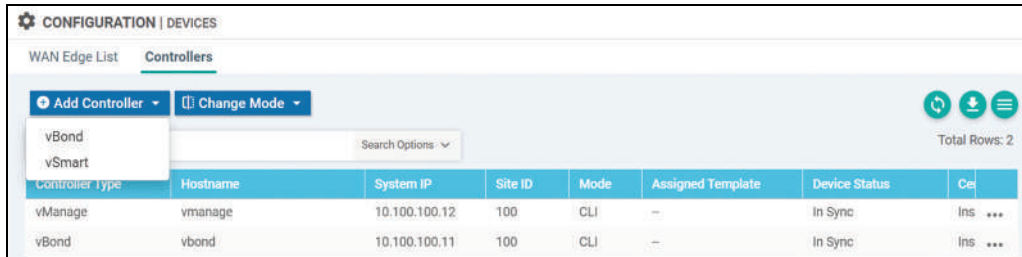 CONFIGURATION | DEVICES
WAN Edge List Controllers
Add Controller Change Mode
vBond
vSmart
Search Options
Total Rows: 2
Controller Type Hostname System IP Site ID Mode Assigned Template Device Status Ce
vManage vmanage 10.100.100.12 100 CLI -- In Sync Ins •••
vBond vbond 10.100.100.11 100 CLI -- In Sync Ins •••